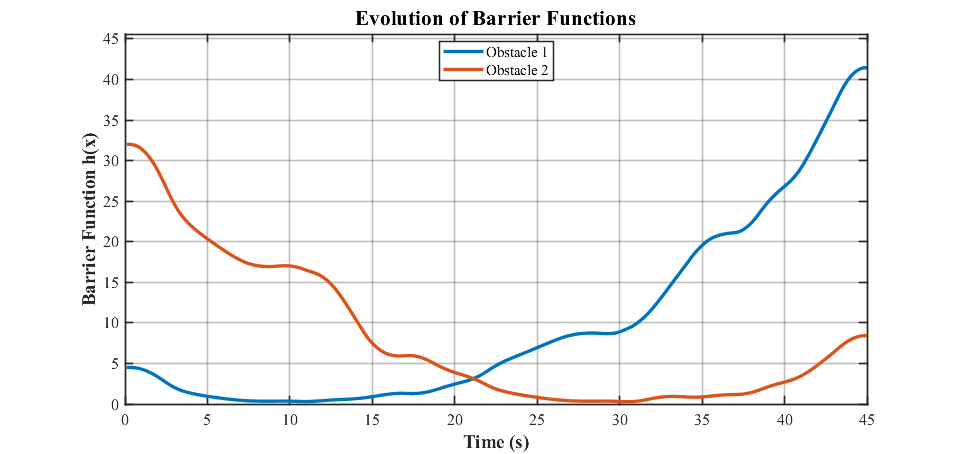 Evolution of Barrier Functions
Obstacle 1
Obstacle 2
Barrier Function h(x)
45
40
35
30
25
20
15
10
5
0
0 5 10 15 20 25 30 35 40 45
Time (s)